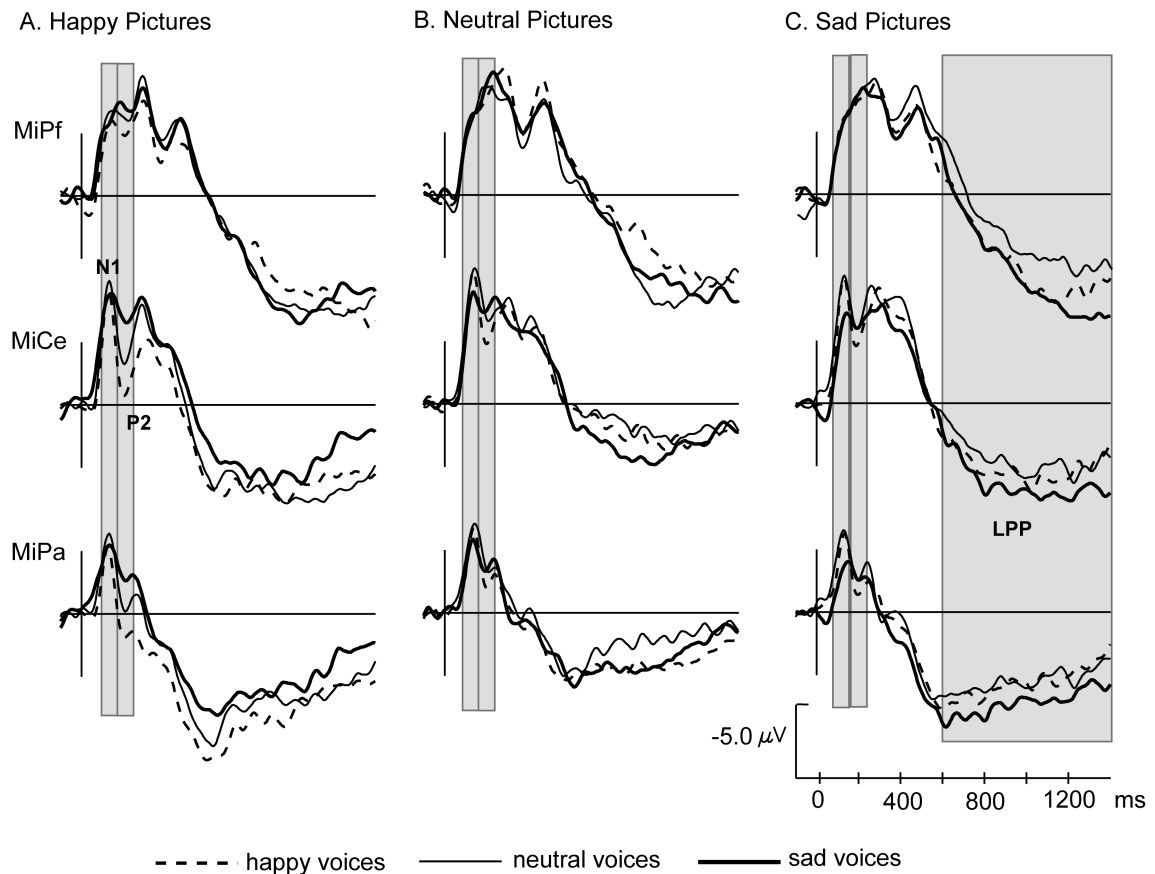 A. Happy Pictures
B. Neutral Pictures
C. Sad Pictures
MiPf
N1
MiCe
P2
MiPa
LPP
-5.0 μV
0 400 800 1200 ms
happy voices neutral voices sad voices